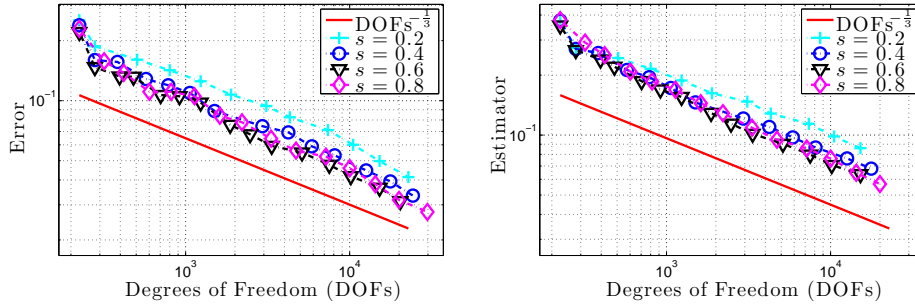 DOFs^{-1/3}
s = 0.2
s = 0.4
s = 0.6
s = 0.8
Error
10^{-1}
10^3
10^4
Degrees of Freedom (DOFs)
DOFs^{-1/3}
s = 0.2
s = 0.4
s = 0.6
s = 0.8
Estimator
10^{-1}
10^3
10^4
Degrees of Freedom (DOFs)